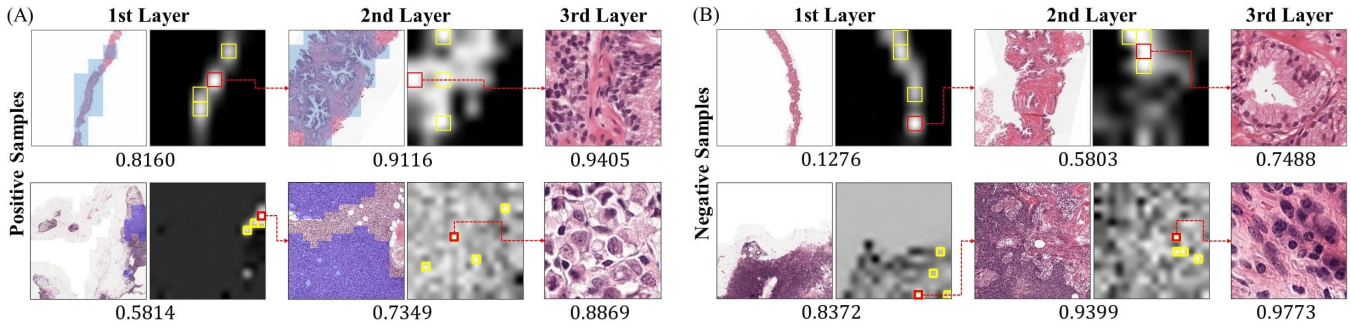 (A) 1st Layer 2nd Layer 3rd Layer
(B) 1st Layer 2nd Layer 3rd Layer
Positive Samples
Negative Samples
0.8160 0.9116 0.9405
0.1276 0.5803 0.7488
0.5814 0.7349 0.8869
0.8372 0.9399 0.9773